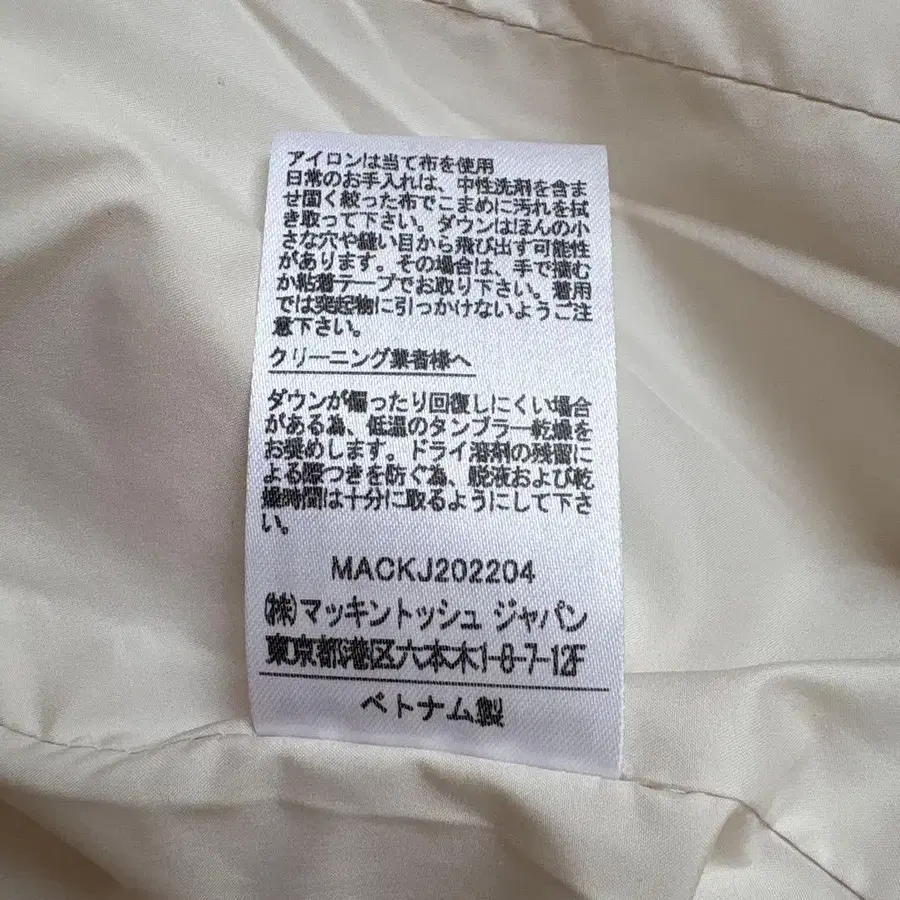 アイロンは当て布を使用
日常のお手入れは、中性洗剤を含ま
せ固く絞った布でこまめに汚れを拭
き取って下さい。ダウンはほんの小
さな穴や縫い目から飛び出す可能性
があります。その場合は、手で摘む
か粘着テープでお取り下さい。着用
では突起物に引っかけないようご注
意下さい。
クリーニング業者様へ
ダウンが偏ったり回復しにくい場合
がある為、低温のタンブラー乾燥を
お奨めします。ドライ溶剤の残留に
よる際つきを防ぐ為、脱液および乾
燥時間は十分に取るようにして下さ
い。
MACKJ202204
(株)マッキントッシュ ジャパン
東京都港区六本木1-8-7-12F
ベトナム製